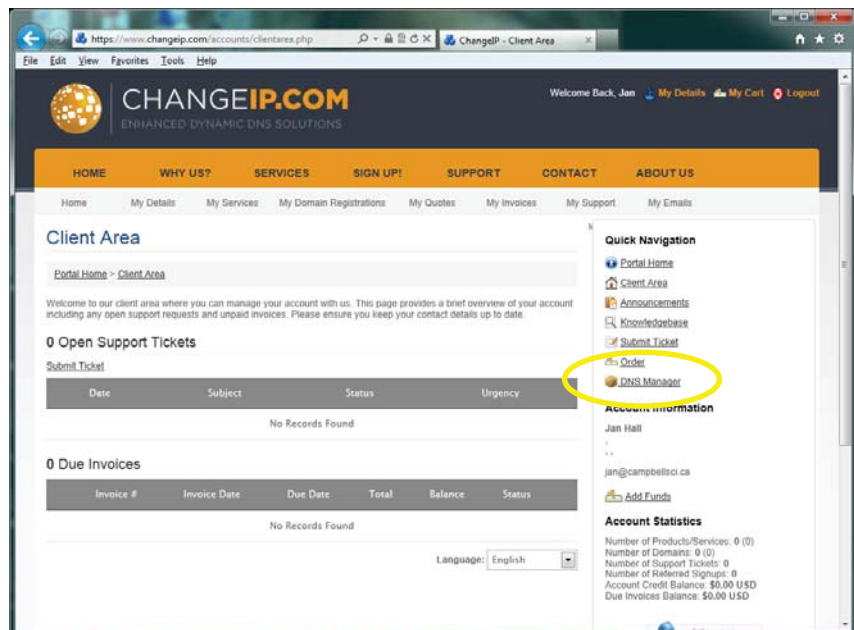 https://www.changeip.com/accounts/clientarea.php
ChangeIP - Client Area
File Edit View Favorites Tools Help
CHANGEIP.COM
ENHANCED DYNAMIC DNS SOLUTIONS
Welcome Back, Jan My Details My Cart Logout
HOME WHY US? SERVICES SIGN UP! SUPPORT CONTACT ABOUT US
Home My Details My Services My Domain Registrations My Quotes My Invoices My Support My Emails
Client Area
Portal Home > Client Area
Welcome to our client area where you can manage your account with us. This page provides a brief overview of your account
including any open support requests and unpaid invoices. Please ensure you keep your contact details up to date.
0 Open Support Tickets
Submit Ticket
Date Subject Status Urgency
No Records Found
0 Due Invoices
Invoice # Invoice Date Due Date Total Balance Status
No Records Found
Language: English
Quick Navigation
Portal Home
Client Area
Announcements
Knowledgebase
Submit Ticket
Order
DNS Manager
Account Information
Jan Hall
,
, ,
jan@campbellsci.ca
Add Funds
Account Statistics
Number of Products/Services: 0 (0)
Number of Domains: 0 (0)
Number of Support Tickets: 0
Number of Referred Signups: 0
Account Credit Balance: $0.00 USD
Due Invoices Balance: $0.00 USD